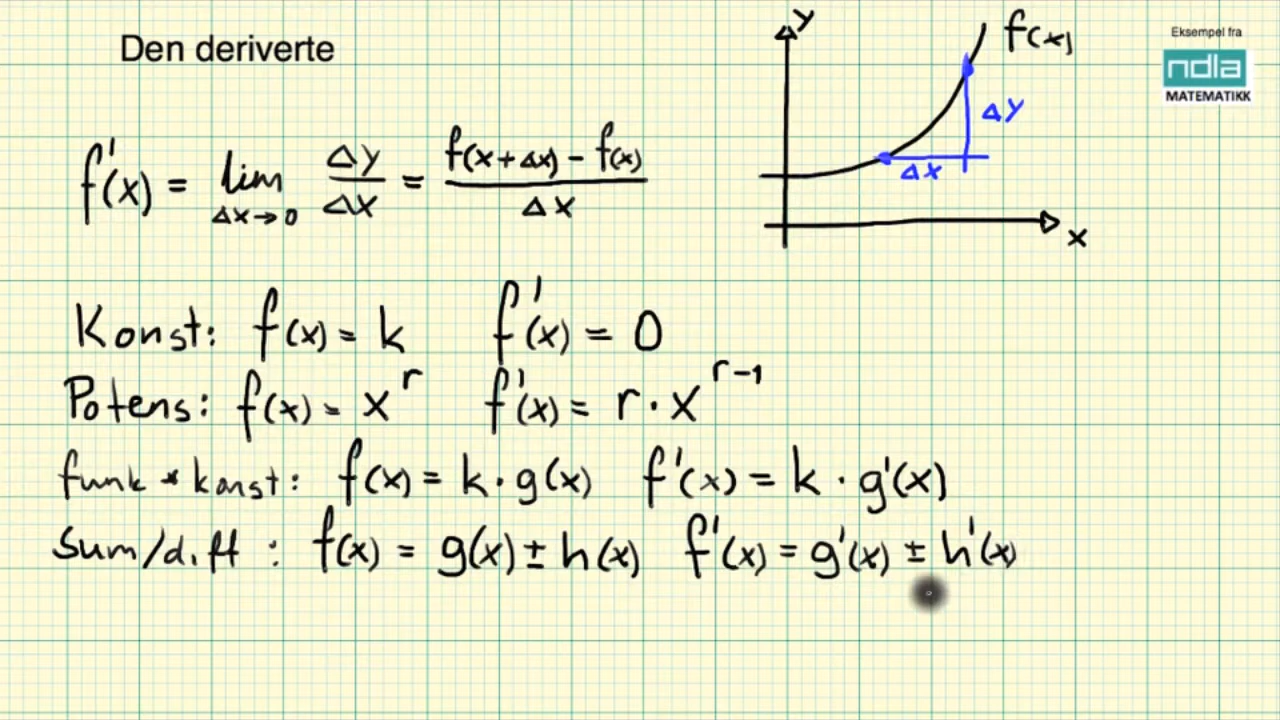 Den deriverte
y
f(x)
Eksempel fra
ndla
MATEMATIKK
Δy
Δx
x
f'(x) = lim Δx→0 Δy/Δx = f(x+Δx) - f(x) / Δx
Konst: f(x) = k f'(x) = 0
Potens: f(x) = x^r f'(x) = r · x^(r-1)
funk * konst: f(x) = k · g(x) f'(x) = k · g'(x)
Sum/diff : f(x) = g(x) ± h(x) f'(x) = g'(x) ± h'(x)